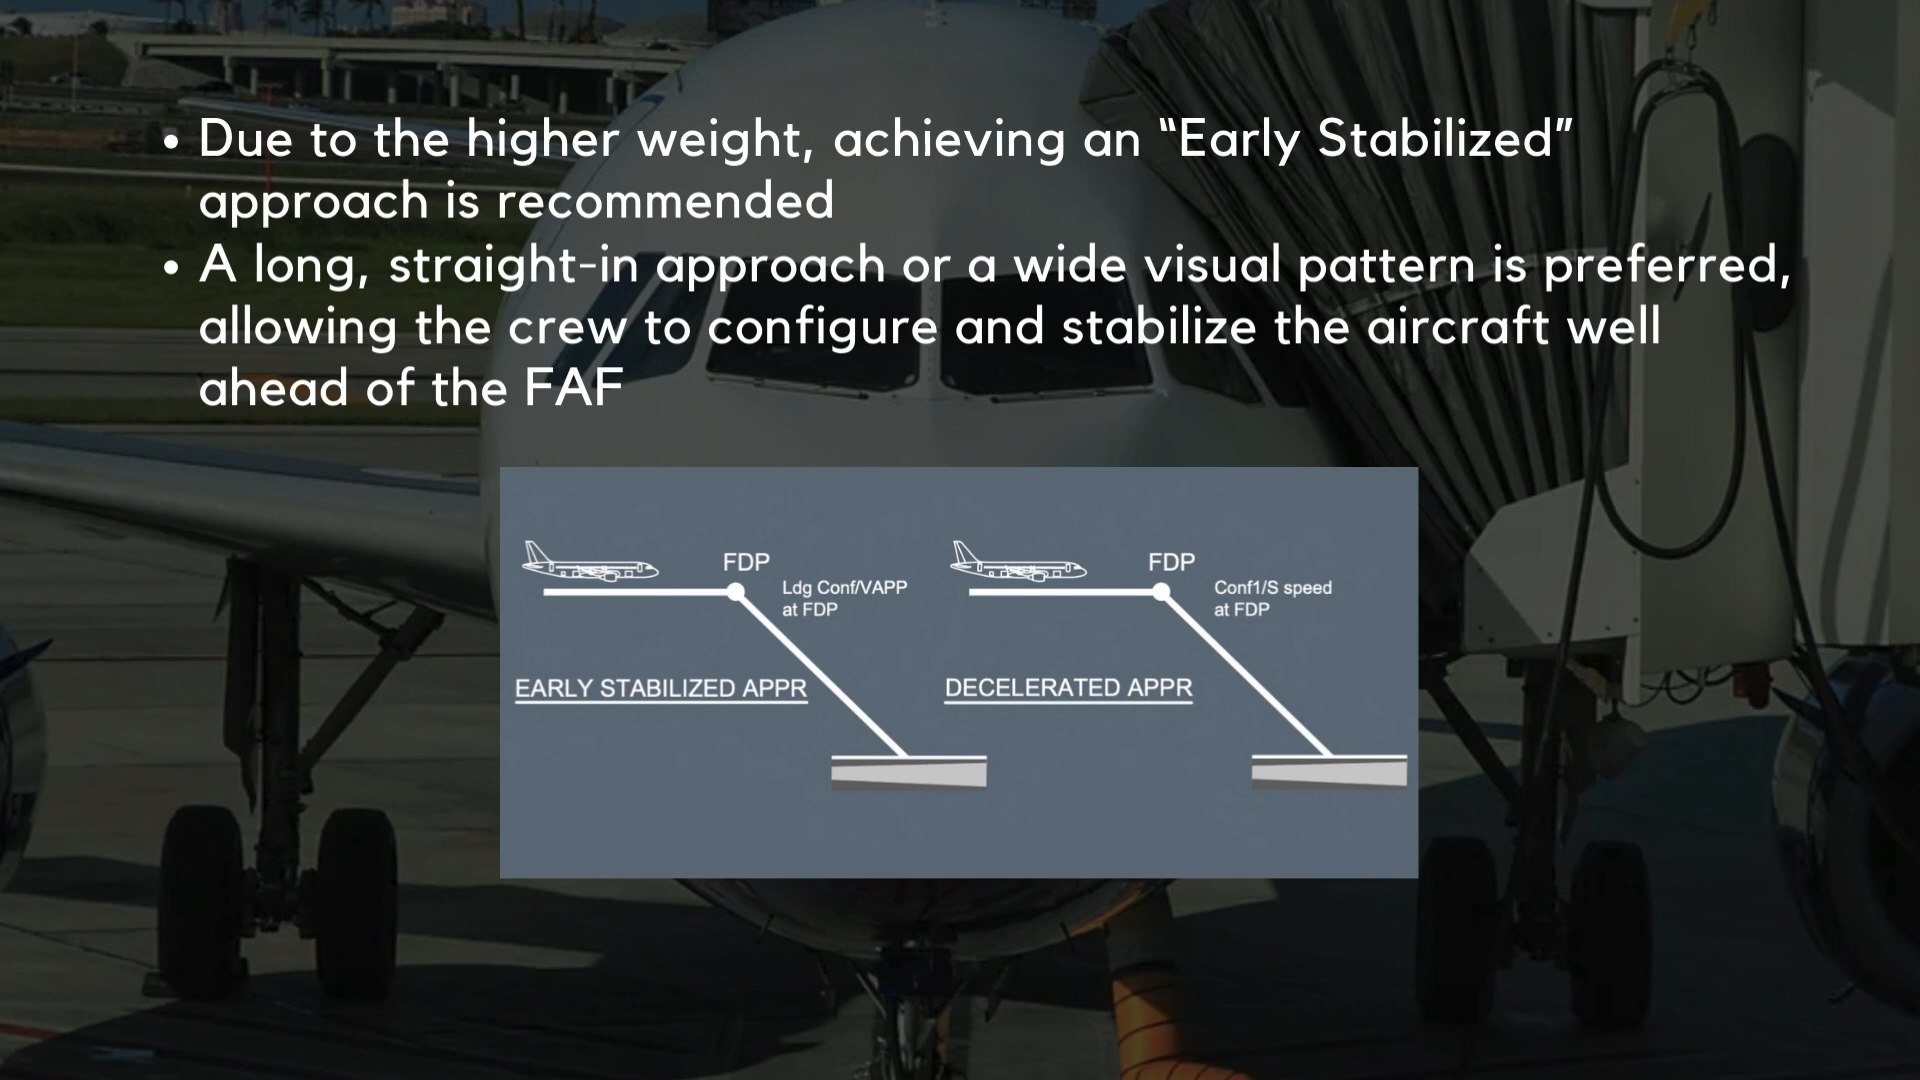 • Due to the higher weight, achieving an “Early Stabilized”
approach is recommended
• A long, straight-in approach or a wide visual pattern is preferred,
allowing the crew to configure and stabilize the aircraft well
ahead of the FAF
FDP
Ldg Conf/VAPP
at FDP
EARLY STABILIZED APPR
FDP
Conf1/S speed
at FDP
DECELERATED APPR